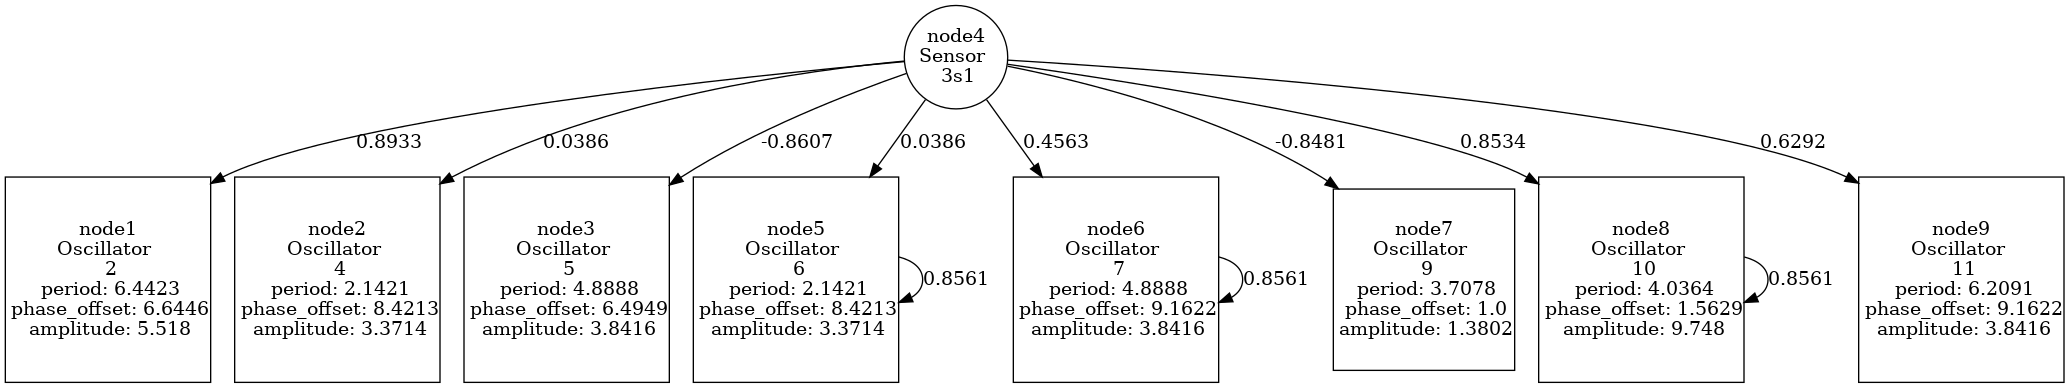 node4
Sensor
3s1
0.8933
0.0386
-0.8607
0.0386
0.4563
-0.8481
0.8534
0.6292
node1
Oscillator
2
period: 6.4423
phase_offset: 6.6446
amplitude: 5.518
node2
Oscillator
4
period: 2.1421
phase_offset: 8.4213
amplitude: 3.3714
node3
Oscillator
5
period: 4.8888
phase_offset: 6.4949
amplitude: 3.8416
node5
Oscillator
6
period: 2.1421
phase_offset: 8.4213
amplitude: 3.3714
0.8561
node6
Oscillator
7
period: 4.8888
phase_offset: 9.1622
amplitude: 3.8416
0.8561
node7
Oscillator
9
period: 3.7078
phase_offset: 1.0
amplitude: 1.3802
node8
Oscillator
10
period: 4.0364
phase_offset: 1.5629
amplitude: 9.748
0.8561
node9
Oscillator
11
period: 6.2091
phase_offset: 9.1622
amplitude: 3.8416